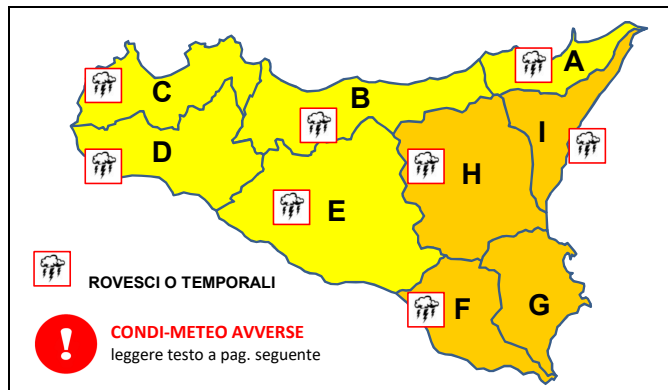 A
C
B
I
D
H
E
F
G
ROVESCI O TEMPORALI
!
CONDI-METEO AVVERSE
leggere testo a pag. seguente